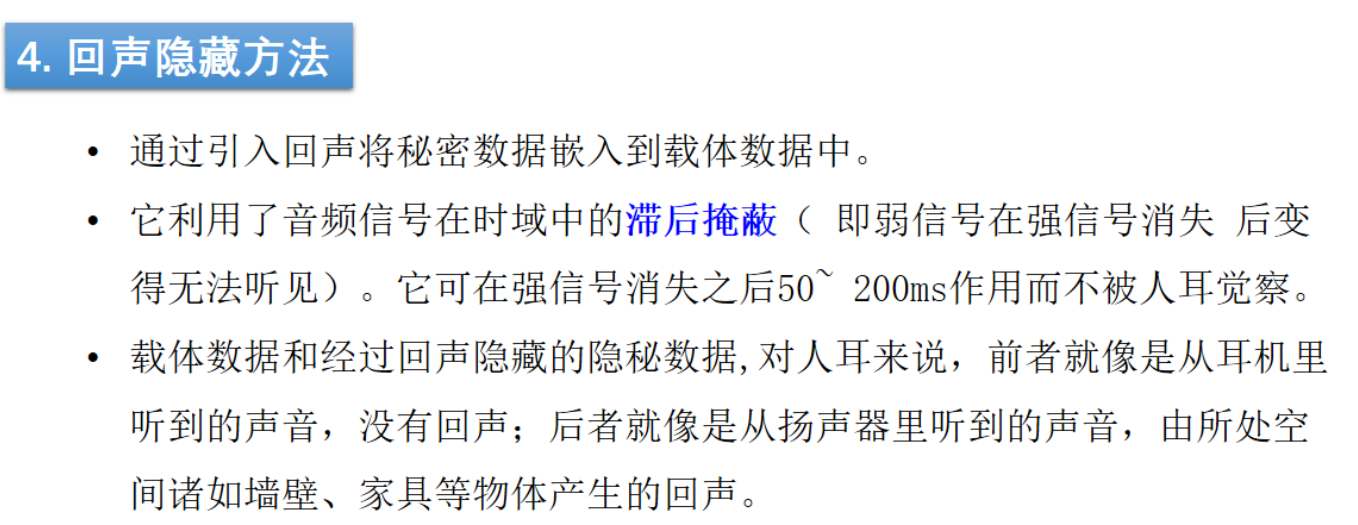 4. 回声隐藏方法
• 通过引入回声将秘密数据嵌入到载体数据中。
• 它利用了音频信号在时域中的滞后掩蔽（ 即弱信号在强信号消失 后变
得无法听见）。它可在强信号消失之后50~ 200ms作用而不被人耳觉察。
• 载体数据和经过回声隐藏的隐秘数据,对人耳来说，前者就像是从耳机里
听到的声音，没有回声；后者就像是从扬声器里听到的声音，由所处空
间诸如墙壁、家具等物体产生的回声。